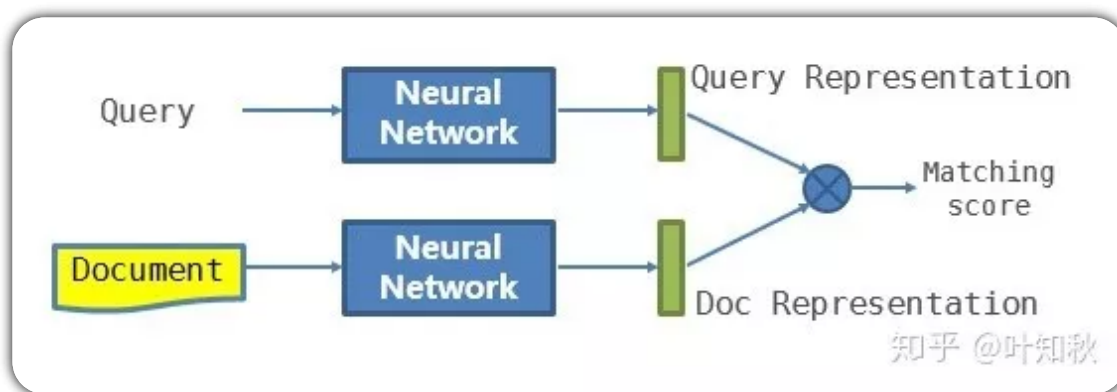 Query
Neural
Network
Query Representation
Matching
score
Document
Neural
Network
Doc Representation
知乎 @叶知秋